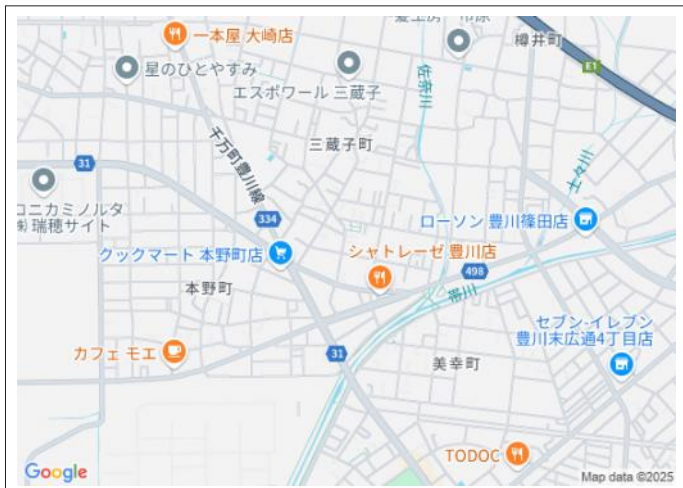 一本屋 大崎店
樽井町
星のひとやすみ
エスポワール 三蔵子
佐奈川
E1
三蔵子町
千万町豊川線
31
コニカミノルタ
㈱ 瑞穂サイト
334
ローソン 豊川篠田店
クックマート 本野町店
シャトレーゼ 豊川店
498
本野町
帯川
セブン-イレブン
豊川末広通4丁目店
カフェ モエ
31
美幸町
TODOC
Google
Map data ©2025